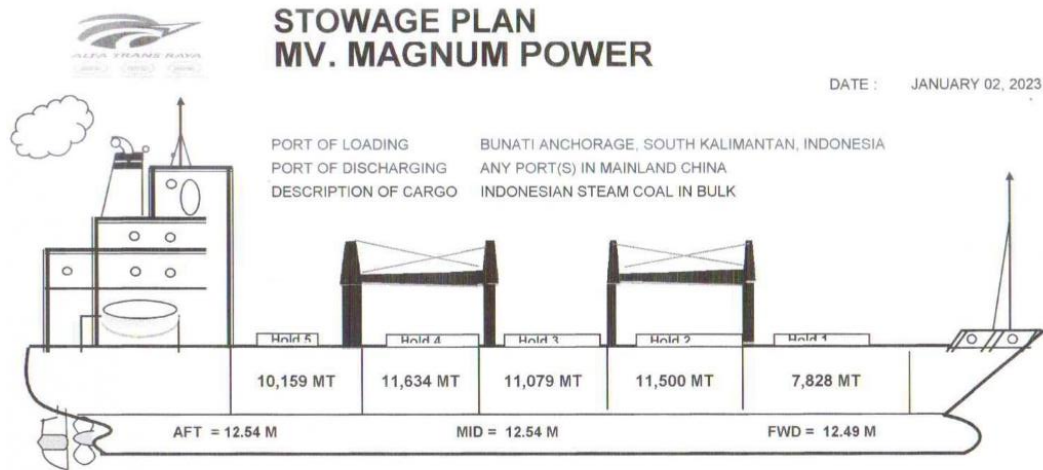 STOWAGE PLAN
MV. MAGNUM POWER
ALFA TRANS RAYA
DATE : JANUARY 02, 2023
PORT OF LOADING BUNATI ANCHORAGE, SOUTH KALIMANTAN, INDONESIA
PORT OF DISCHARGING ANY PORT(S) IN MAINLAND CHINA
DESCRIPTION OF CARGO INDONESIAN STEAM COAL IN BULK
Hold 5 Hold 4 Hold 3 Hold 2 Hold 1
10,159 MT 11,634 MT 11,079 MT 11,500 MT 7,828 MT
AFT = 12.54 M MID = 12.54 M FWD = 12.49 M